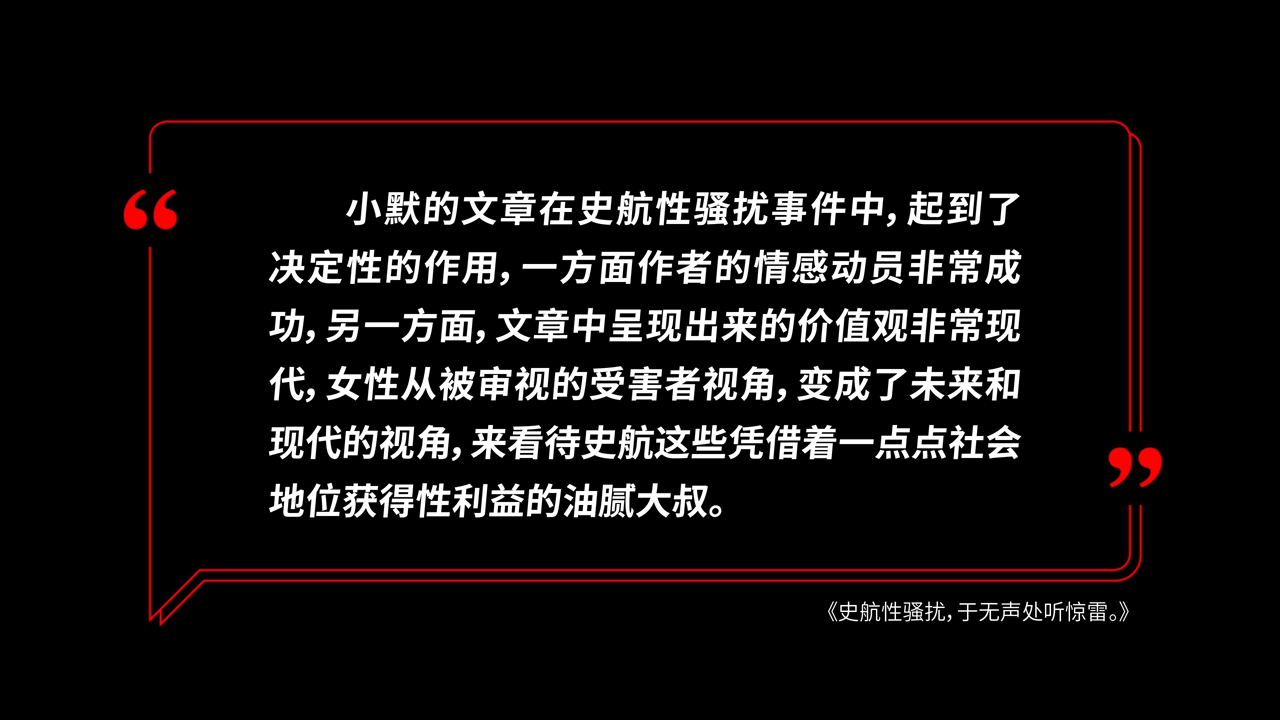 “
小默的文章在史航性骚扰事件中，起到了
决定性的作用，一方面作者的情感动员非常成
功，另一方面，文章中呈现出来的价值观非常现
代，女性从被审视的受害者视角，变成了未来和
现代的视角，来看待史航这些凭借着一点点社会
地位获得性利益的油腻大叔。
”
《史航性骚扰，于无声处听惊雷。》